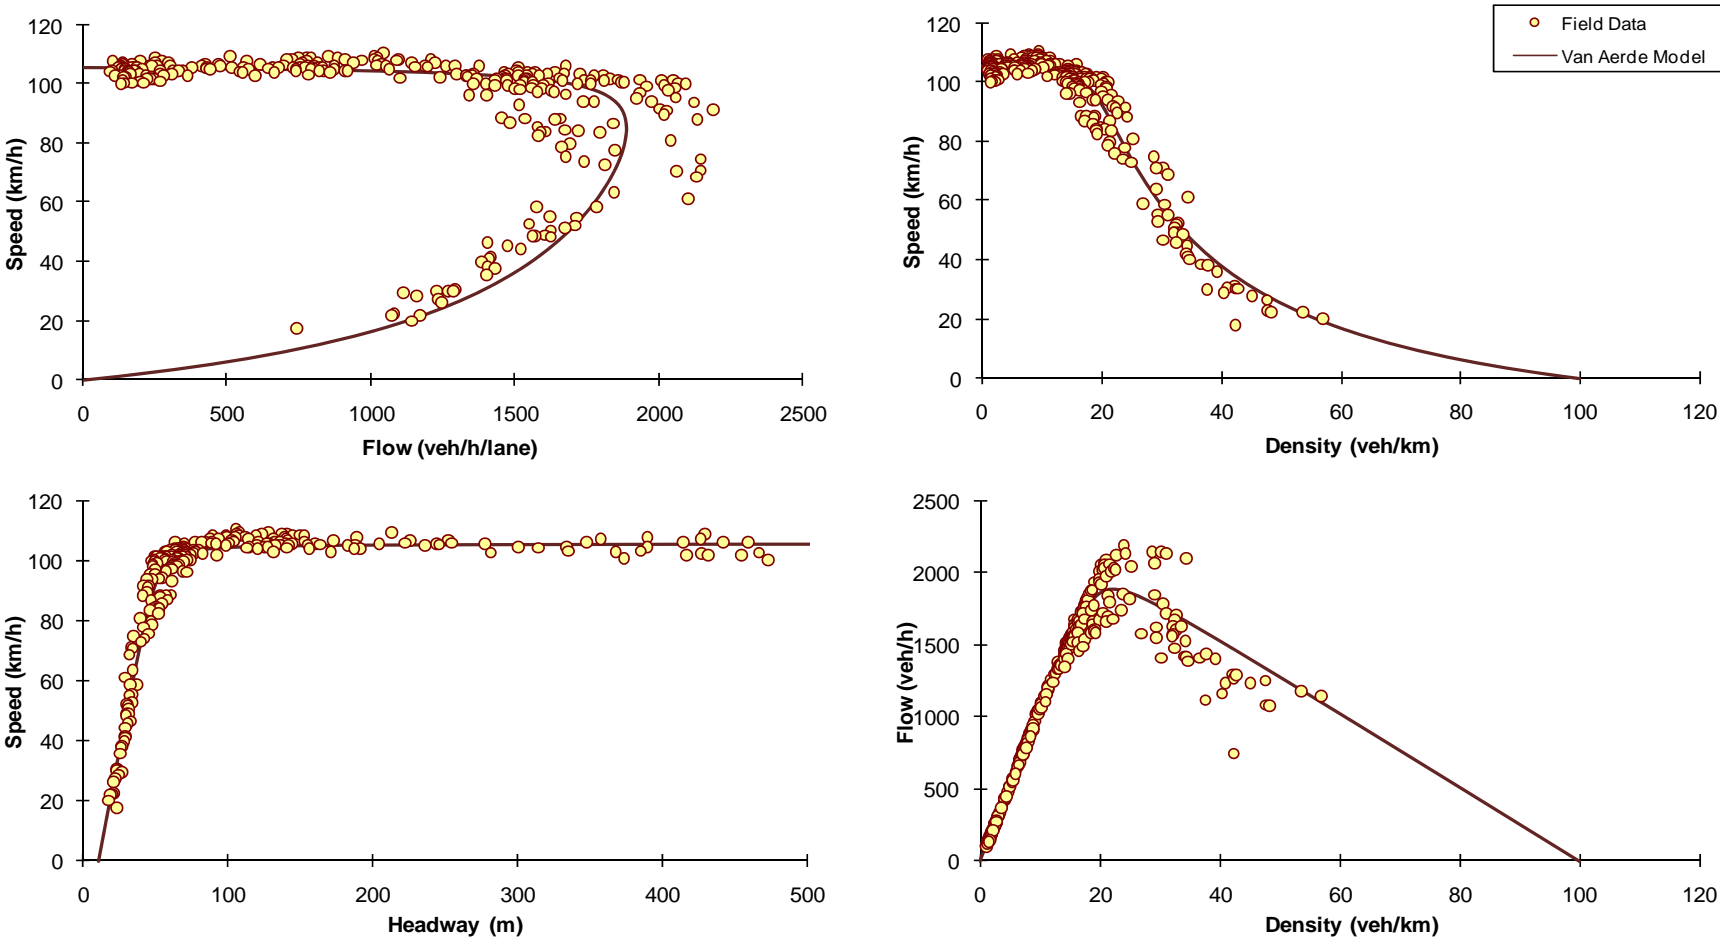 120
100
80
60
40
20
0
Speed (km/h)
0 500 1000 1500 2000 2500
Flow (veh/h/lane)
120
100
80
60
40
20
0
Speed (km/h)
0 20 40 60 80 100 120
Density (veh/km)
Field Data
Van Aerde Model
120
100
80
60
40
20
0
Speed (km/h)
0 100 200 300 400 500
Headway (m)
2500
2000
1500
1000
500
0
Flow (veh/h)
0 20 40 60 80 100 120
Density (veh/km)